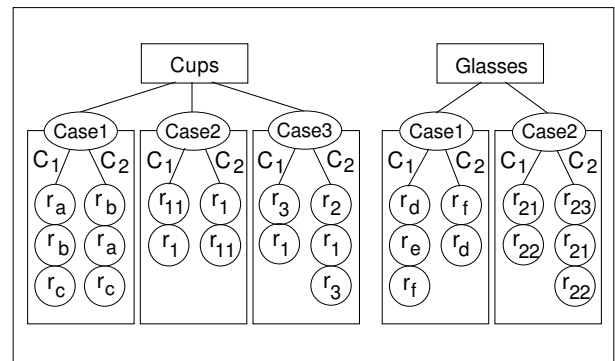 Cups Glasses
Case1 Case2 Case3 Case1 Case2
C1 C2 C1 C2 C1 C2 C1 C2 C1 C2
ra rb r11 r1 r3 r2 rd rf r21 r23
rb ra r1 r11 r1 r1 re rd r22 r21
rc rc r3 rf r22